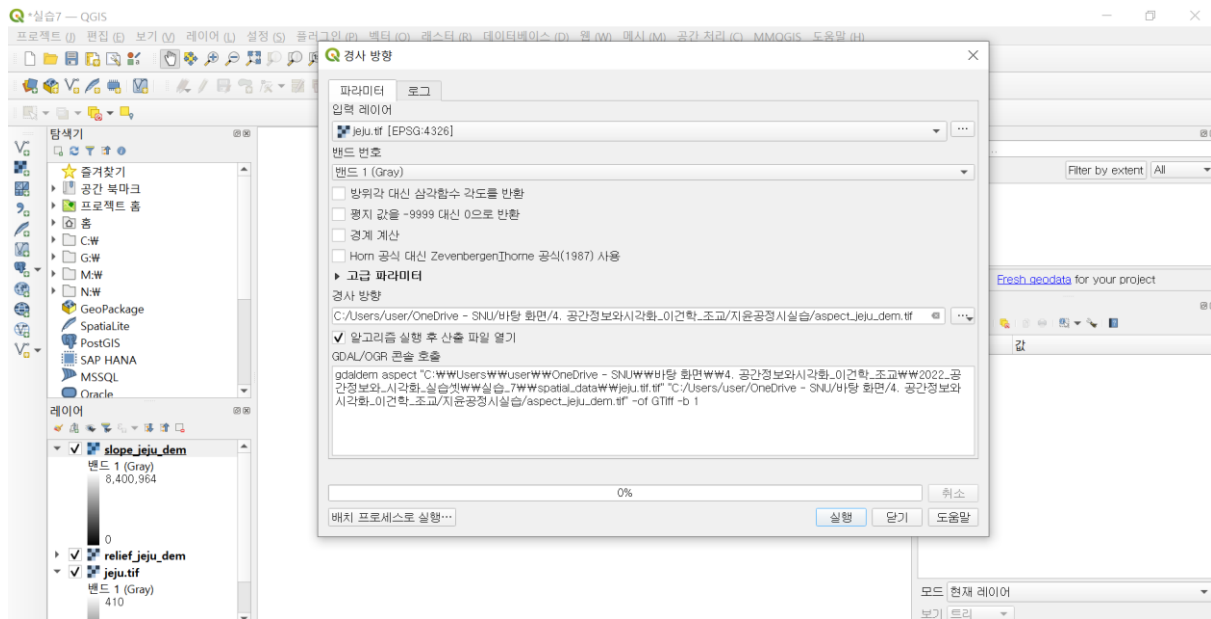 *실습7 — QGIS
프로젝트 (J) 편집 (E) 보기 (V) 레이어 (L) 설정 (S) 플러그인 (P) 벡터 (O) 래스터 (R) 데이터베이스 (D) 웹 (W) 메시 (M) 공간 처리 (C) MMQGIS 도움말 (H)
탐색기
즐겨찾기
공간 북마크
프로젝트 홈
홈
C:₩
G:₩
M:₩
N:₩
GeoPackage
SpatiaLite
PostGIS
SAP HANA
MSSQL
Oracle
레이어
slope_jeju_dem
밴드 1 (Gray)
8,400,964
0
relief_jeju_dem
jeju.tif
밴드 1 (Gray)
410
경사 방향
파라미터 로그
입력 레이어
jeju.tif [EPSG:4326]
밴드 번호
밴드 1 (Gray)
방위각 대신 삼각함수 각도를 반환
평지 값을 -9999 대신 0으로 반환
경계 계산
Horn 공식 대신 ZevenbergenThorne 공식(1987) 사용
고급 파라미터
경사 방향
C:/Users/user/OneDrive - SNU/바탕 화면/4. 공간정보와시각화_이건학_조교/지윤공정시실습/aspect_jeju_dem.tif
알고리즘 실행 후 산출 파일 열기
GDAL/OGR 콘솔 호출
gdaldem aspect "C:₩₩Users₩₩user₩₩OneDrive - SNU₩₩바탕 화면₩₩4. 공간정보와시각화_이건학_조교₩₩2022_공
간정보와_시각화_실습셋₩₩실습_7₩₩spatial_data₩₩jeju.tif.tif" "C:/Users/user/OneDrive - SNU/바탕 화면/4. 공간정보와
시각화_이건학_조교/지윤공정시실습/aspect_jeju_dem.tif" -of GTiff -b 1
0%
취소
배치 프로세스로 실행…
실행 닫기 도움말
Filter by extent All
Fresh geodata for your project
값
모드 현재 레이어
보기 트리